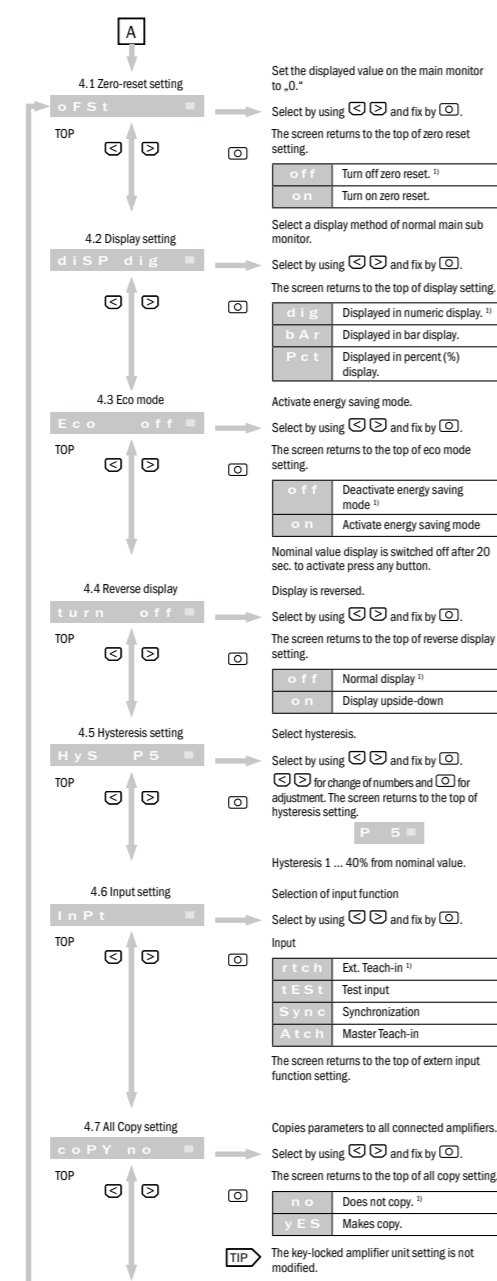 A
4.1 Zero-reset setting
oFSt
TOP
< >
O
Set the displayed value on the main monitor
to „0.“
Select by using < > and fix by O.
The screen returns to the top of zero reset
setting.
off Turn off zero reset. 1)
on Turn on zero reset.
4.2 Display setting
diSP dig
< >
O
Select a display method of normal main sub
monitor.
Select by using < > and fix by O.
The screen returns to the top of display setting.
dig Displayed in numeric display. 1)
bAr Displayed in bar display.
Pct Displayed in percent (%)
display.
4.3 Eco mode
Eco off
TOP
< >
O
Activate energy saving mode.
Select by using < > and fix by O.
The screen returns to the top of eco mode
setting.
off Deactivate energy saving
mode 1)
on Activate energy saving mode
Nominal value display is switched off after 20
sec. to activate press any button.
4.4 Reverse display
turn off
TOP
< >
O
Display is reversed.
Select by using < > and fix by O.
The screen returns to the top of reverse display
setting.
off Normal display 1)
on Display upside-down
4.5 Hysteresis setting
HyS P5
TOP
< >
O
Select hysteresis.
Select by using < > and fix by O.
< > for change of numbers and O for
adjustment. The screen returns to the top of
hysteresis setting.
P 5
Hysteresis 1 ... 40% from nominal value.
4.6 Input setting
InPt
TOP
< >
O
Selection of input function
Select by using < > and fix by O.
Input
rtch Ext. Teach-in 1)
tESt Test input
Sync Synchronization
Atch Master Teach-in
The screen returns to the top of extern input
function setting.
4.7 All Copy setting
coPY no
TOP
< >
O
Copies parameters to all connected amplifiers.
Select by using < > and fix by O.
The screen returns to the top of all copy setting.
no Does not copy. 1)
yES Makes copy.
TIP The key-locked amplifier unit setting is not
modified.